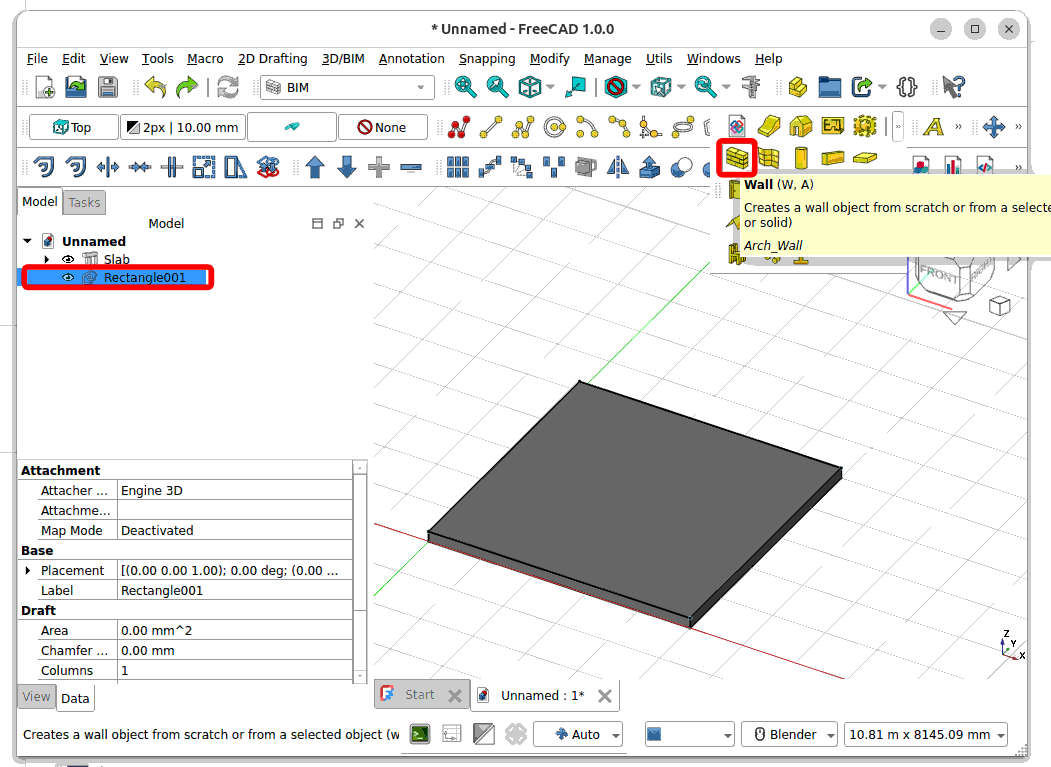 * Unnamed - FreeCAD 1.0.0
File Edit View Tools Macro 2D Drafting 3D/BIM Annotation Snapping Modify Manage Utils Windows Help
BIM
Top 2px | 10.00 mm None
Model Tasks
Model
Unnamed
Slab
Rectangle001
Wall (W, A)
Creates a wall object from scratch or from a selecte
or solid)
Arch_Wall
FRONT RIGHT
Attachment
Attacher ... Engine 3D
Attachme...
Map Mode Deactivated
Base
Placement [(0.00 0.00 1.00); 0.00 deg; (0.00 ...
Label Rectangle001
Draft
Area 0.00 mm^2
Chamfer ... 0.00 mm
Columns 1
Z
Y
X
View Data
Start Unnamed : 1*
Creates a wall object from scratch or from a selected object (w
Auto Blender 10.81 m x 8145.09 mm